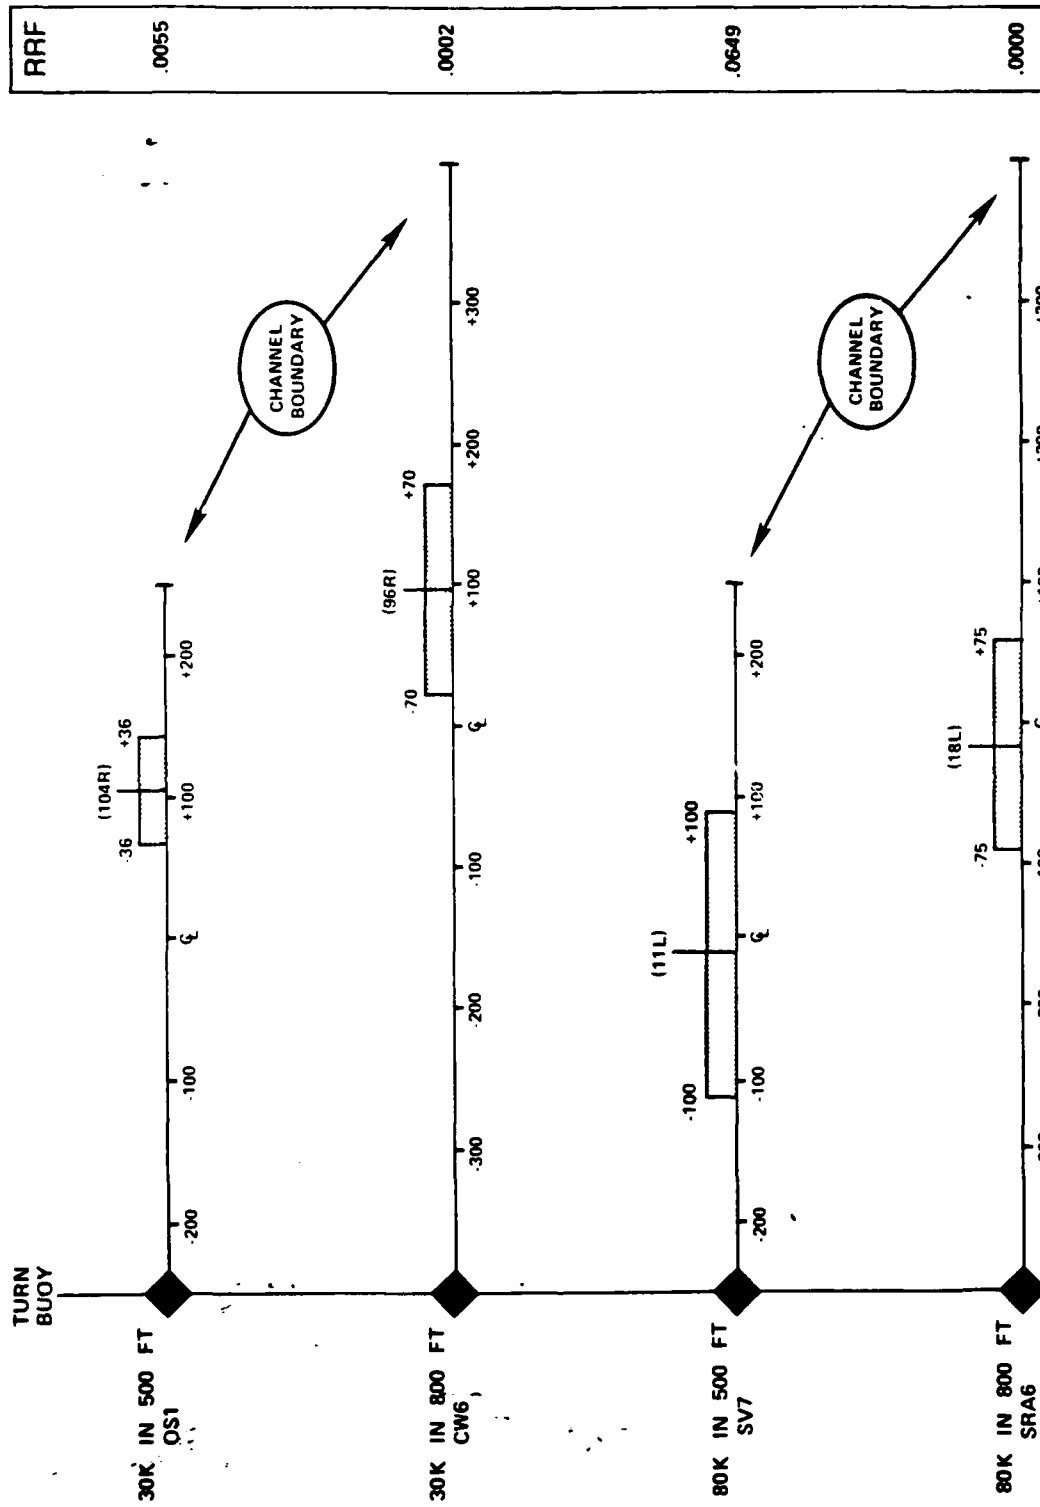 TURN
BUOY
RRF
30K IN 500 FT
OS1
-200
-100
℄
+100
+200
-36
(104R)
+36
.0055
CHANNEL
BOUNDARY
30K IN 800 FT
CW6
-300
-200
-100
℄
+100
+200
+300
-70
(96R)
+70
.0002
80K IN 500 FT
SV7
-200
-100
℄
+100
+200
-100
(11L)
+100
.0649
CHANNEL
BOUNDARY
80K IN 800 FT
SRA6
-75
(18L)
+75
.0000